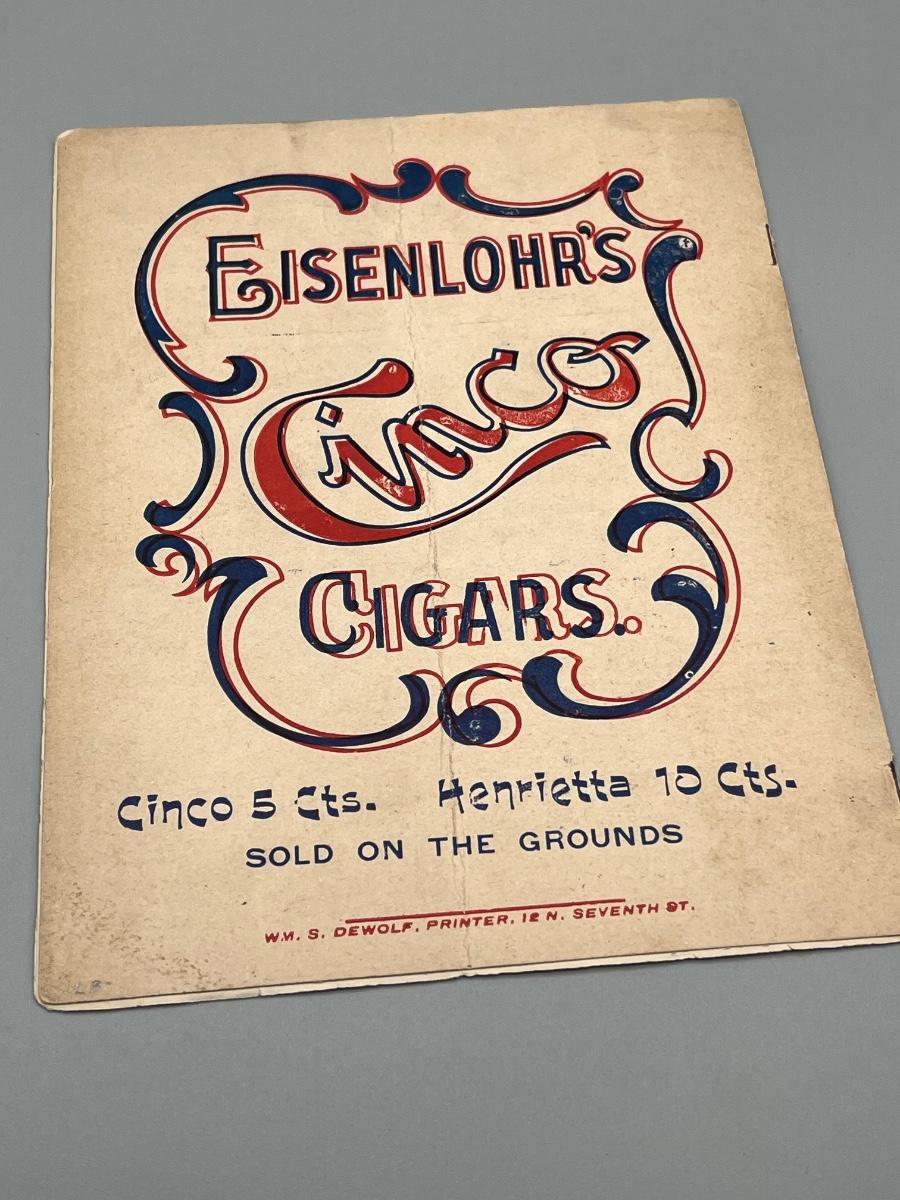 EISENLOHR'S
Cinco
CIGARS.
Cinco 5 Cts. Henrietta 10 Cts.
SOLD ON THE GROUNDS
WM. S. DEWOLF, PRINTER, 12 N. SEVENTH ST.
LB